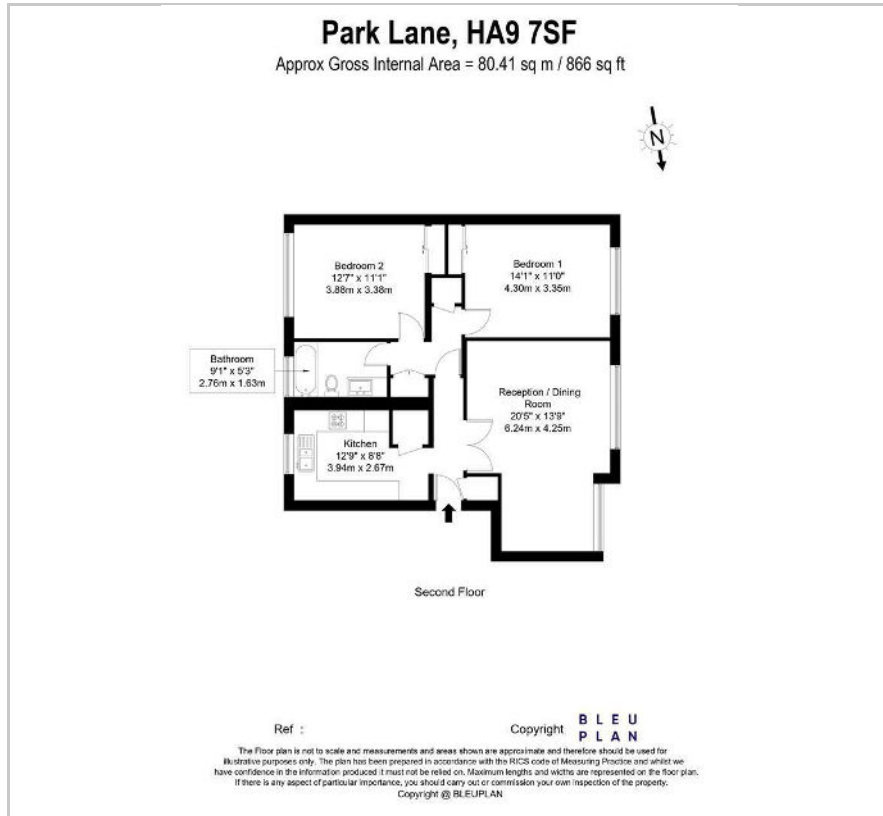 Park Lane, HA9 7SF
Approx Gross Internal Area = 80.41 sq m / 866 sq ft
N
Bedroom 2
12'7" x 11'1"
3.88m x 3.38m
Bedroom 1
14'1" x 11'0"
4.30m x 3.35m
Bathroom
9'1" x 5'3"
2.76m x 1.63m
Reception / Dining
Room
20'5" x 13'9"
6.24m x 4.25m
Kitchen
12'9" x 8'8"
3.94m x 2.67m
Second Floor
Ref :
Copyright
BLEU
PLAN
The Floor plan is not to scale and measurements and areas shown are approximate and therefore should be used for
illustrative purposes only. The plan has been prepared in accordance with the RICS code of Measuring Practice and whilst we
have confidence in the information produced it must not be relied on. Maximum lengths and widths are represented on the floor plan.
If there is any aspect of particular importance, you should carry out or commission your own inspection of the property.
Copyright @ BLEUPLAN